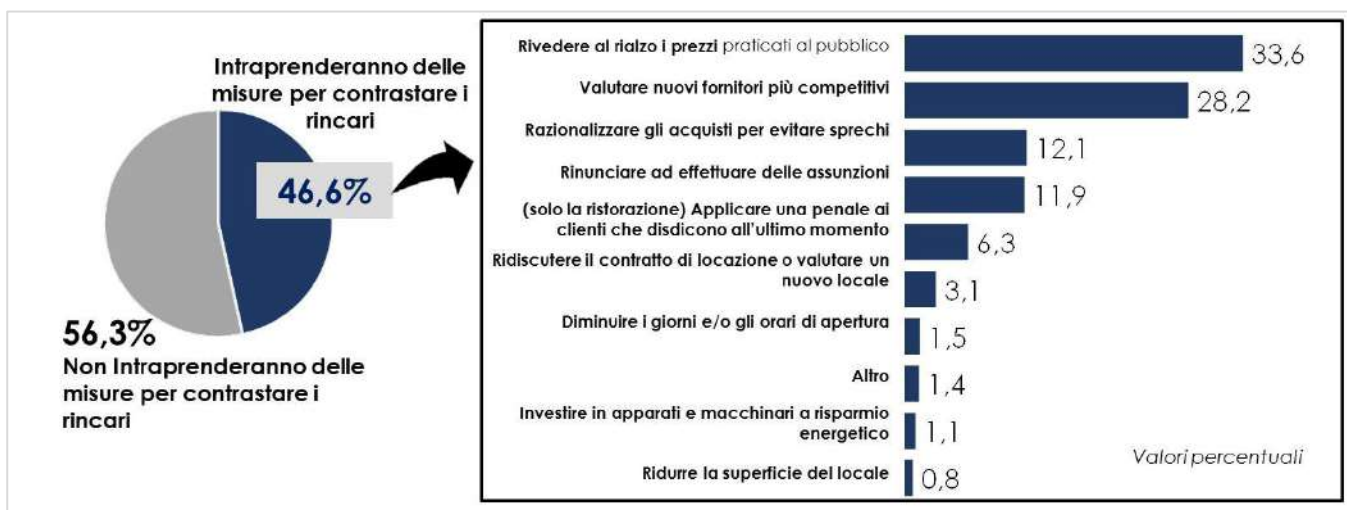 Intraprenderanno delle
misure per contrastare i
rincari
46,6%
56,3%
Non Intraprenderanno delle
misure per contrastare i
rincari
Rivedere al rialzo i prezzi praticati al pubblico
33,6
Valutare nuovi fornitori più competitivi
28,2
Razionalizzare gli acquisti per evitare sprechi
12,1
Rinunciare ad effettuare delle assunzioni
11,9
(solo la ristorazione) Applicare una penale ai
clienti che disdicono all'ultimo momento
6,3
Ridiscutere il contratto di locazione o valutare un
nuovo locale
3,1
Diminuire i giorni e/o gli orari di apertura
1,5
Altro
1,4
Investire in apparati e macchinari a risparmio
energetico
1,1
Ridurre la superficie del locale
0,8
Valori percentuali